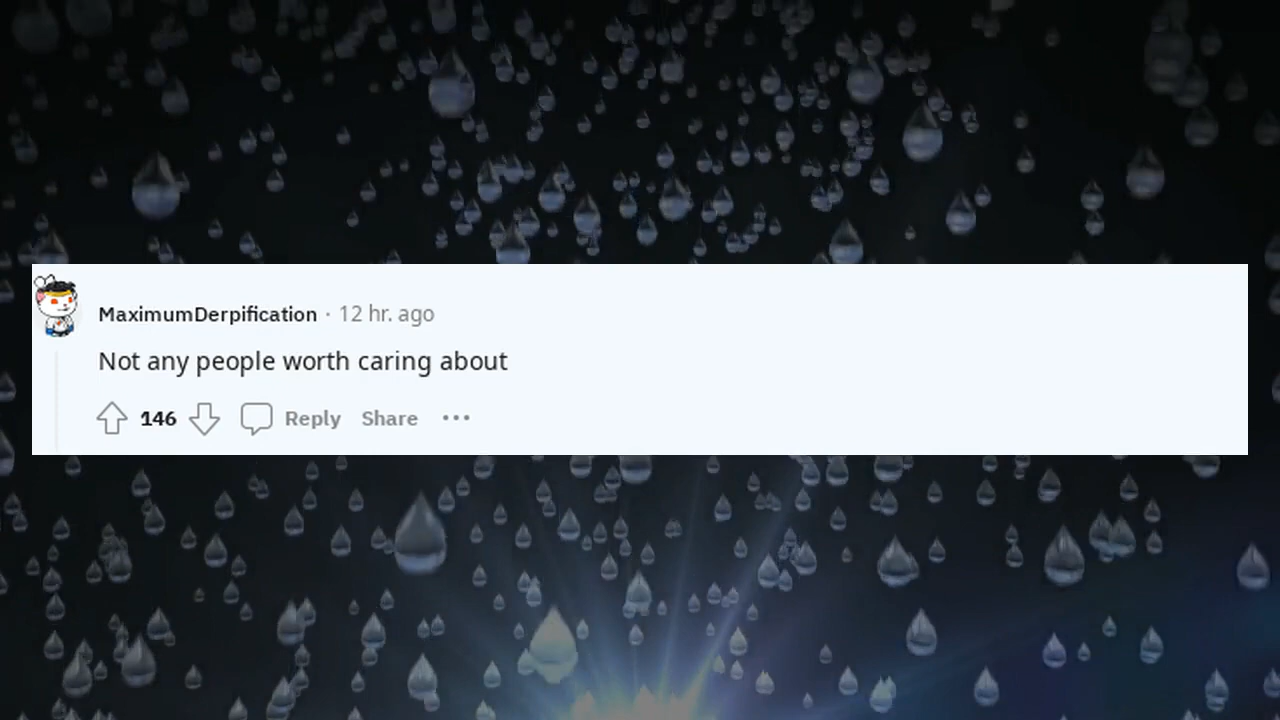 MaximumDerpification · 12 hr. ago
Not any people worth caring about
146 Reply Share ···